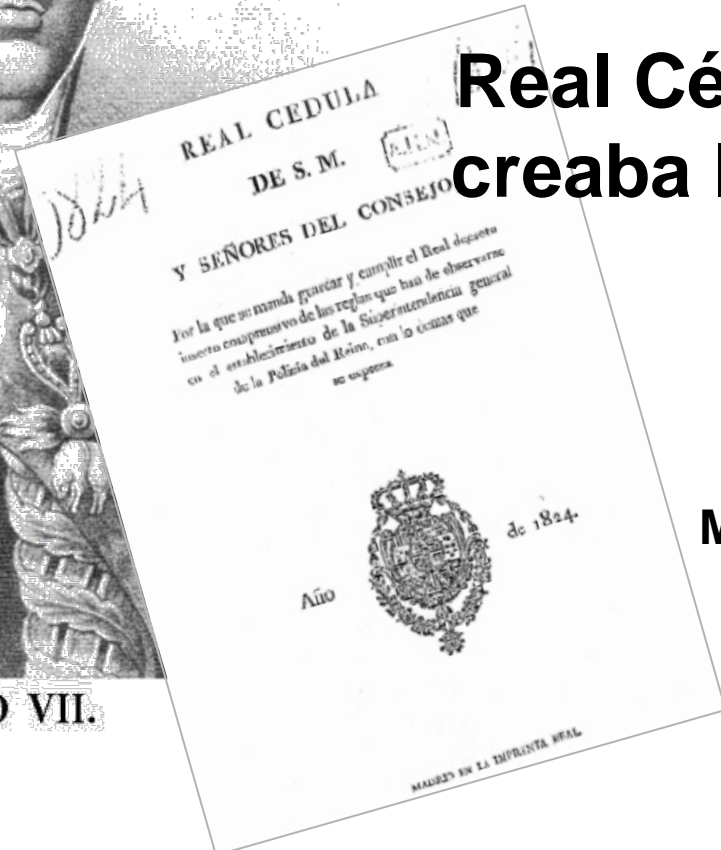 Real Cé
creaba
1824
REAL CEDULA
DE S. M.
Y SEÑORES DEL CONSEJO
Por la que se manda guardar y cumplir el Real decreto
inserto comprensivo de las reglas que han de observarse
en el establecimiento de la Superintendencia general
de la Policía del Reino, con lo demas que
se expresa
Año
de 1824.
M
MADRID EN LA IMPRENTA REAL
O VII.